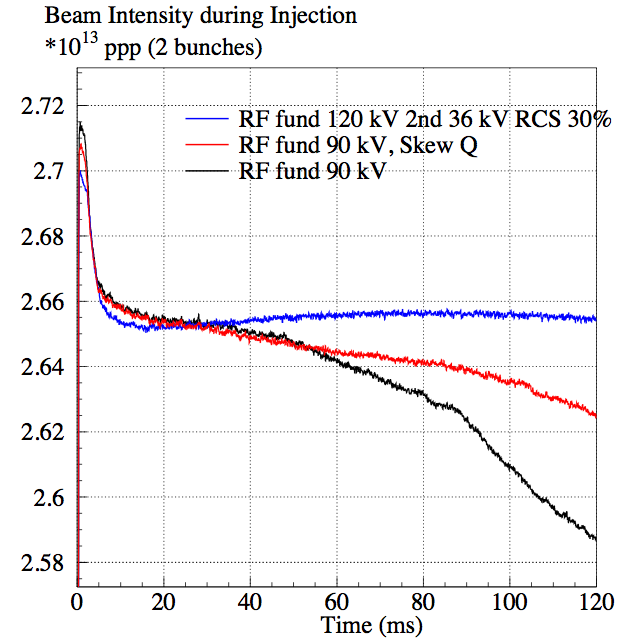 Beam Intensity during Injection
*10¹³ ppp (2 bunches)
2.72
RF fund 120 kV 2nd 36 kV RCS 30%
RF fund 90 kV, Skew Q
2.7
RF fund 90 kV
2.68
2.66
2.64
2.62
2.6
2.58
0 20 40 60 80 100 120
Time (ms)